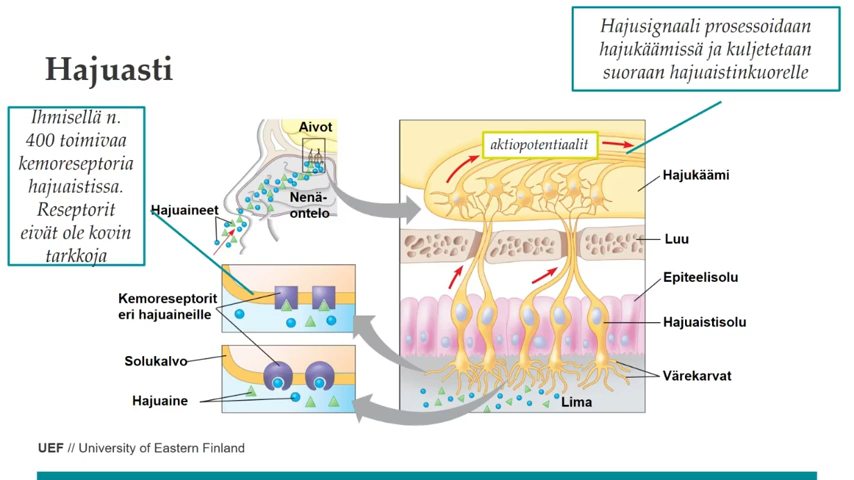 Hajuasti
Hajusignaali prosessoidaan
hajukäämissä ja kuljetetaan
suoraan hajuaistinkuorelle
Ihmisellä n.
400 toimivaa
kemoreseptoria
hajuaistissa.
Reseptorit
eivät ole kovin
tarkkoja
Aivot
Nenä-
ontelo
Hajuaineet
Kemoreseptorit
eri hajuaineille
Solukalvo
Hajuaine
aktiopotentiaalit
Hajukäämi
Luu
Epiteelisolu
Hajuaistisolu
Värekarvat
Lima
UEF // University of Eastern Finland